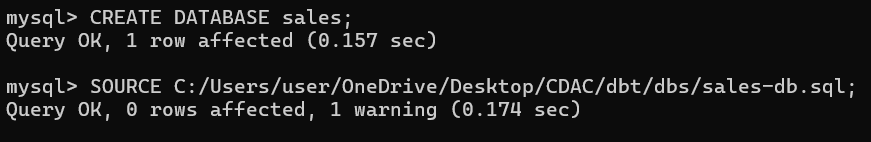 mysql> CREATE DATABASE sales;
Query OK, 1 row affected (0.157 sec)
mysql> SOURCE C:/Users/user/OneDrive/Desktop/CDAC/dbt/dbs/sales-db.sql;
Query OK, 0 rows affected, 1 warning (0.174 sec)